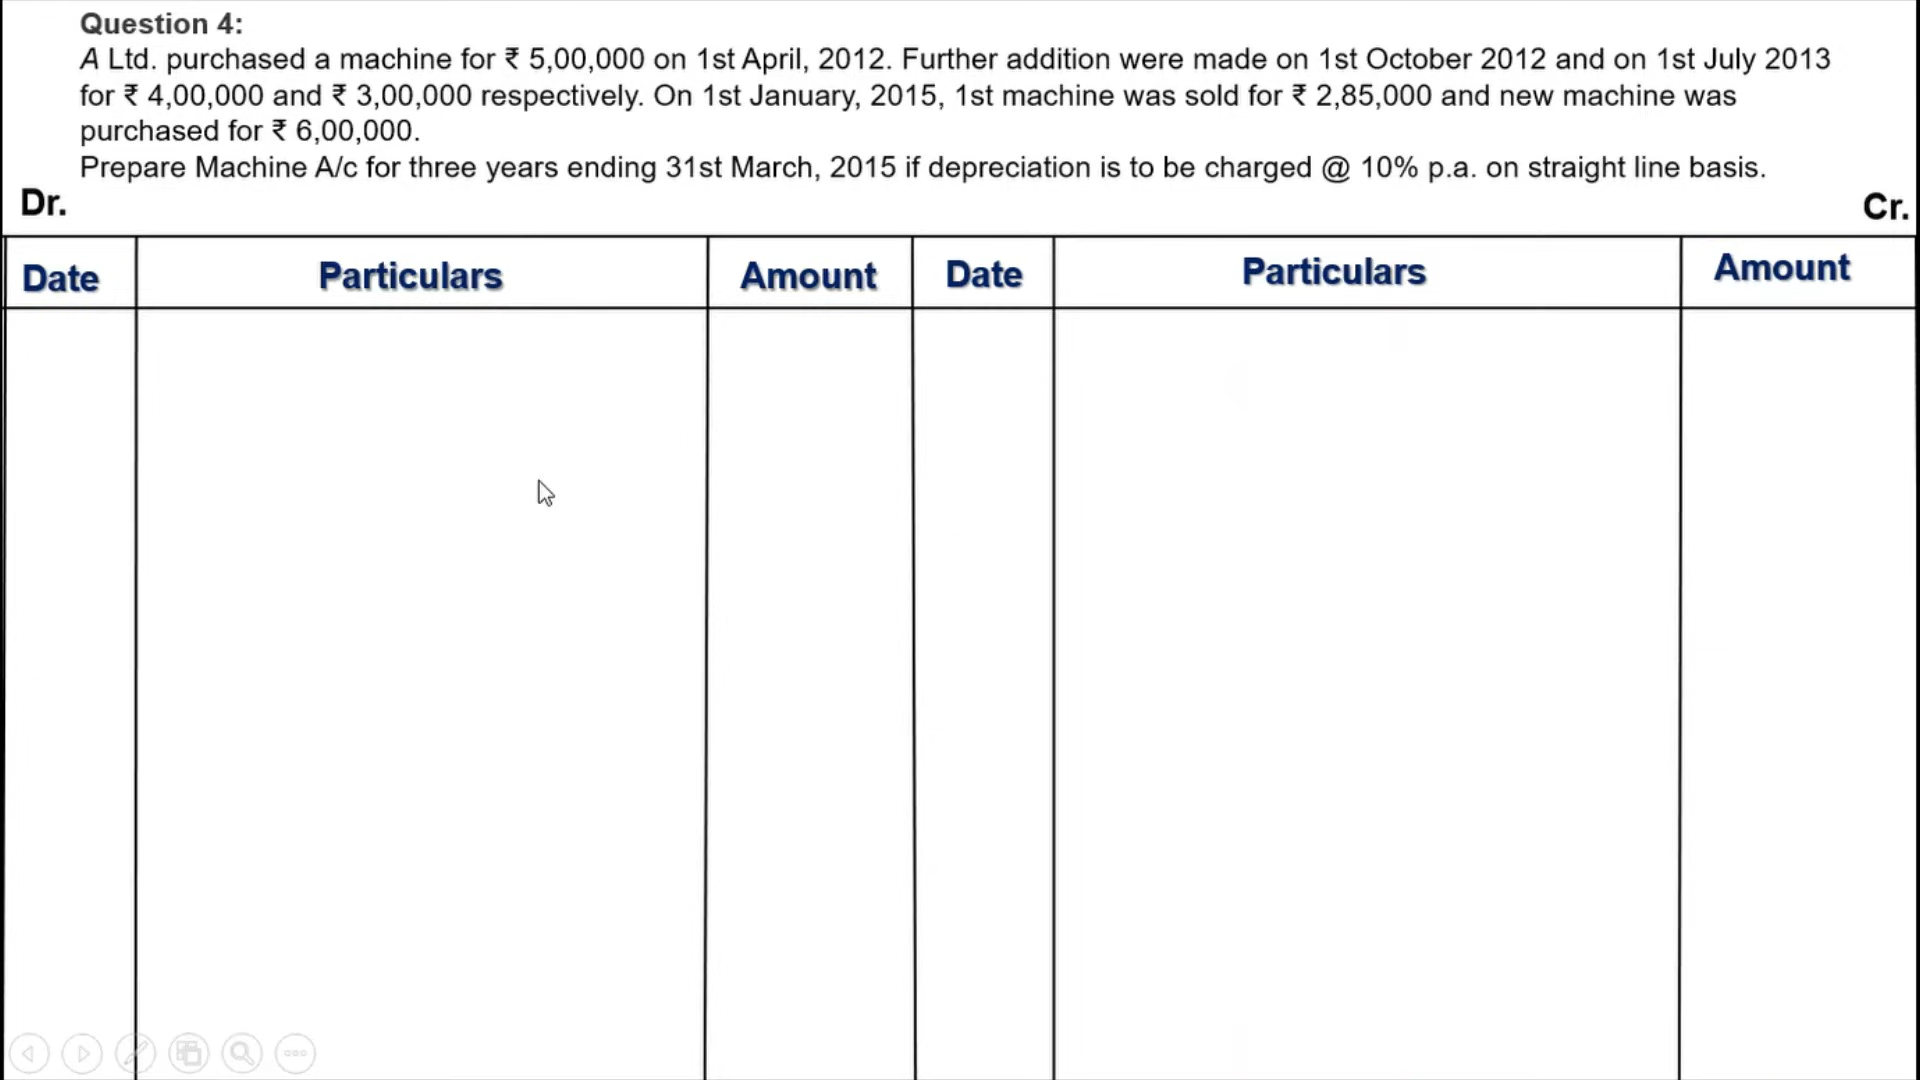 Question 4:
A Ltd. purchased a machine for ₹ 5,00,000 on 1st April, 2012. Further addition were made on 1st October 2012 and on 1st July 2013
for ₹ 4,00,000 and ₹ 3,00,000 respectively. On 1st January, 2015, 1st machine was sold for ₹ 2,85,000 and new machine was
purchased for ₹ 6,00,000.
Prepare Machine A/c for three years ending 31st March, 2015 if depreciation is to be charged @ 10% p.a. on straight line basis.
Dr. Cr.
Date Particulars Amount Date Particulars Amount